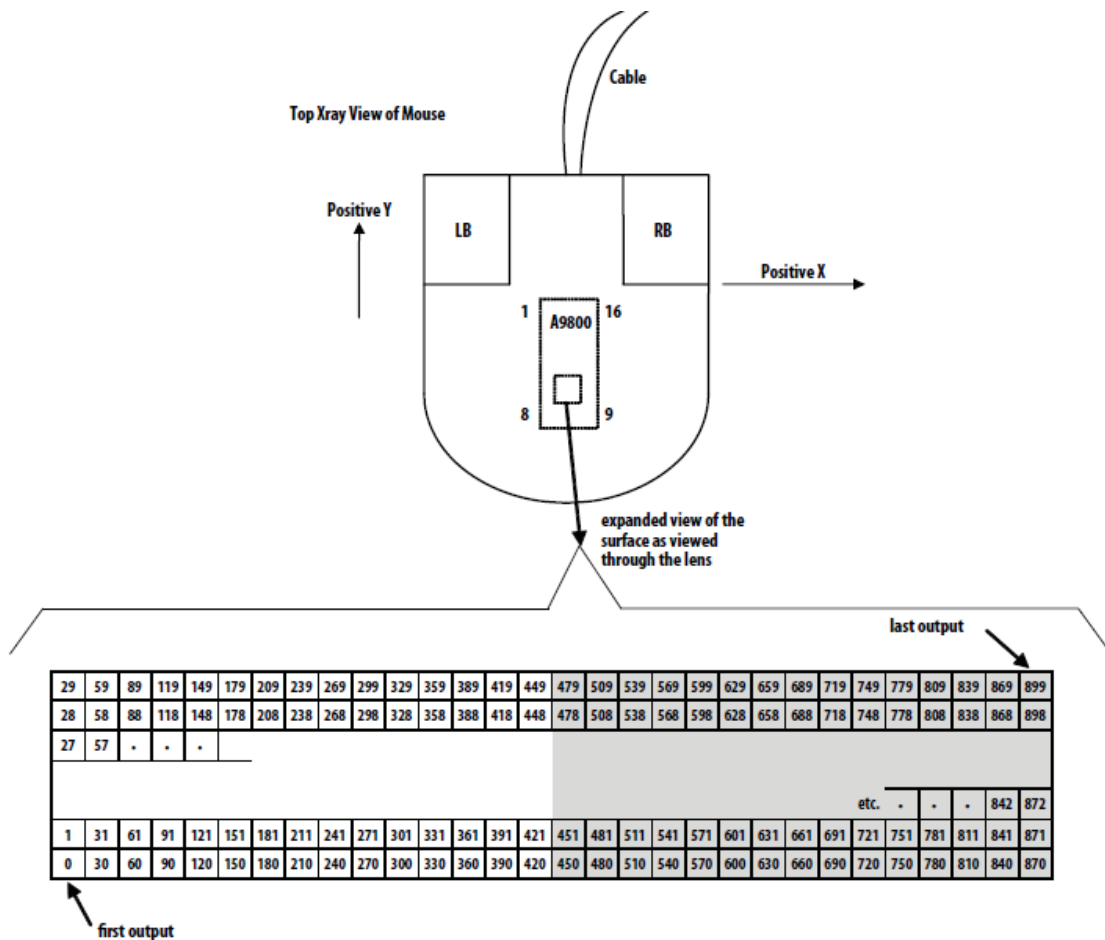 Cable
Top Xray View of Mouse
Positive Y
LB
RB
Positive X
1
16
A9800
8
9
expanded view of the
surface as viewed
through the lens
last output
29 59 89 119 149 179 209 239 269 299 329 359 389 419 449 479 509 539 569 599 629 659 689 719 749 779 809 839 869 899
28 58 88 118 148 178 208 238 268 298 328 358 388 418 448 478 508 538 568 598 628 658 688 718 748 778 808 838 868 898
27 57 • • •
etc. • • • 842 872
1 31 61 91 121 151 181 211 241 271 301 331 361 391 421 451 481 511 541 571 601 631 661 691 721 751 781 811 841 871
0 30 60 90 120 150 180 210 240 270 300 330 360 390 420 450 480 510 540 570 600 630 660 690 720 750 780 810 840 870
first output